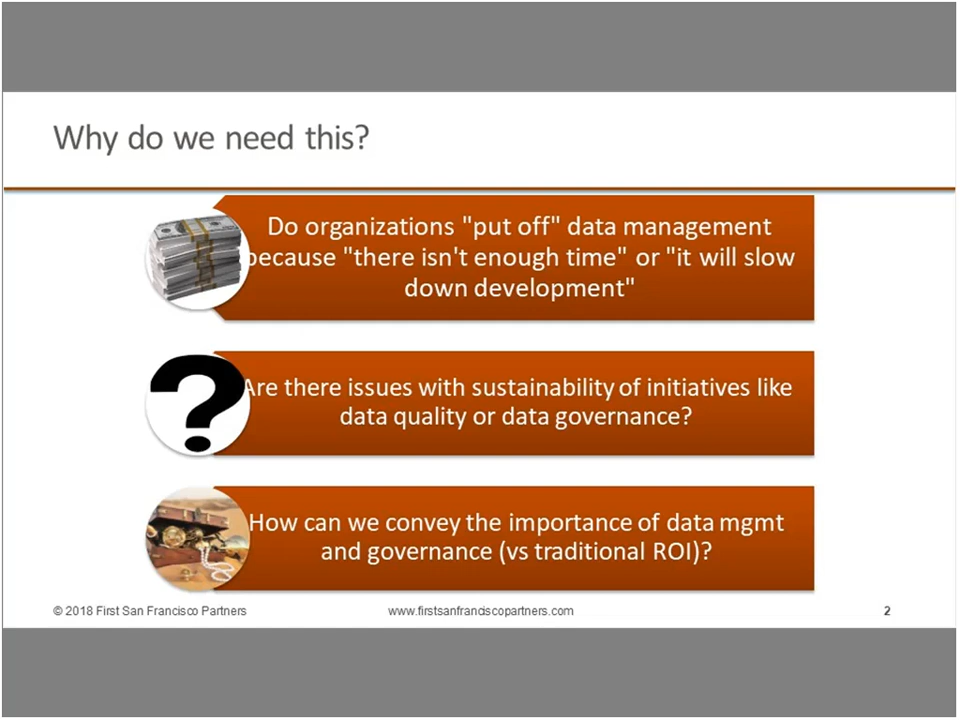 Why do we need this?
Do organizations "put off" data management
because "there isn't enough time" or "it will slow
down development"
Are there issues with sustainability of initiatives like
data quality or data governance?
How can we convey the importance of data mgmt
and governance (vs traditional ROI)?
© 2018 First San Francisco Partners
www.firstsanfranciscopartners.com
2